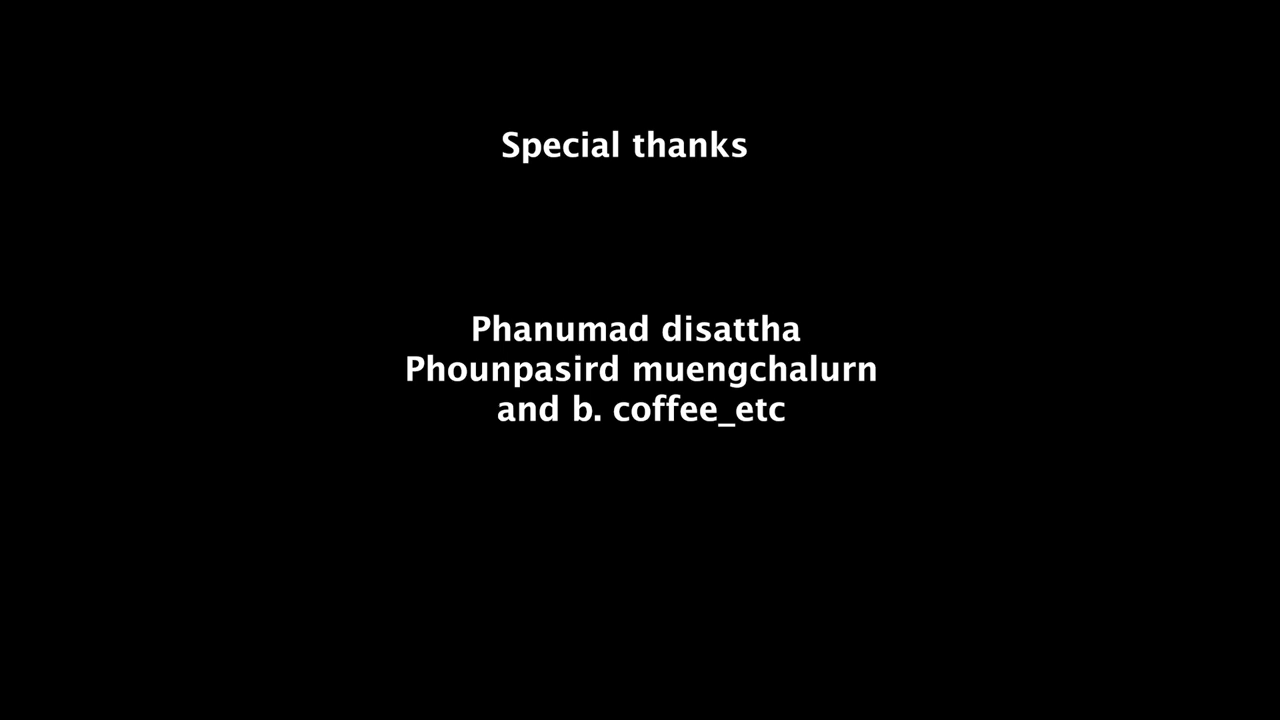 Special thanks
Phanumad disattha
Phounpasird muengchalurn
and b. coffee_etc